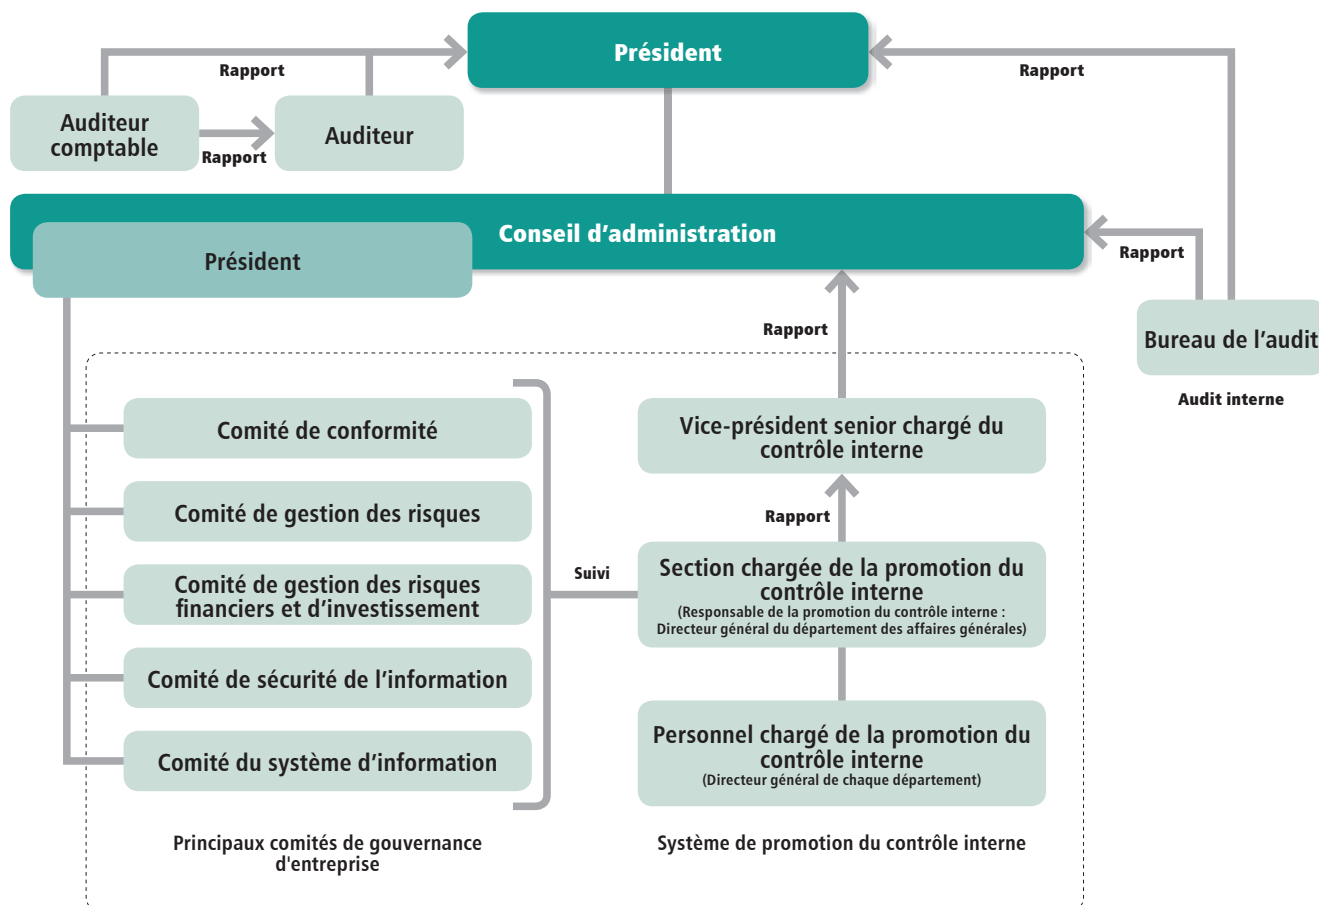 Président
Rapport
Rapport
Auditeur
comptable
Rapport
Auditeur
Conseil d'administration
Président
Rapport
Bureau de l'audit
Audit interne
Rapport
Comité de conformité
Comité de gestion des risques
Comité de gestion des risques
financiers et d'investissement
Comité de sécurité de l'information
Comité du système d'information
Principaux comités de gouvernance
d'entreprise
Suivi
Vice-président senior chargé du
contrôle interne
Rapport
Section chargée de la promotion du
contrôle interne
(Responsable de la promotion du contrôle interne :
Directeur général du département des affaires générales)
Personnel chargé de la promotion du
contrôle interne
(Directeur général de chaque département)
Système de promotion du contrôle interne